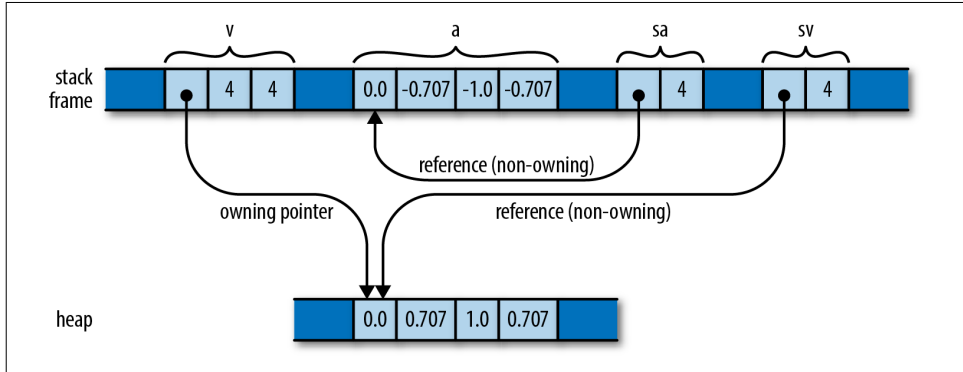 v a sa sv
stack frame
4 4 0.0 -0.707 -1.0 -0.707 4 4
reference (non-owning)
owning pointer reference (non-owning)
heap 0.0 0.707 1.0 0.707